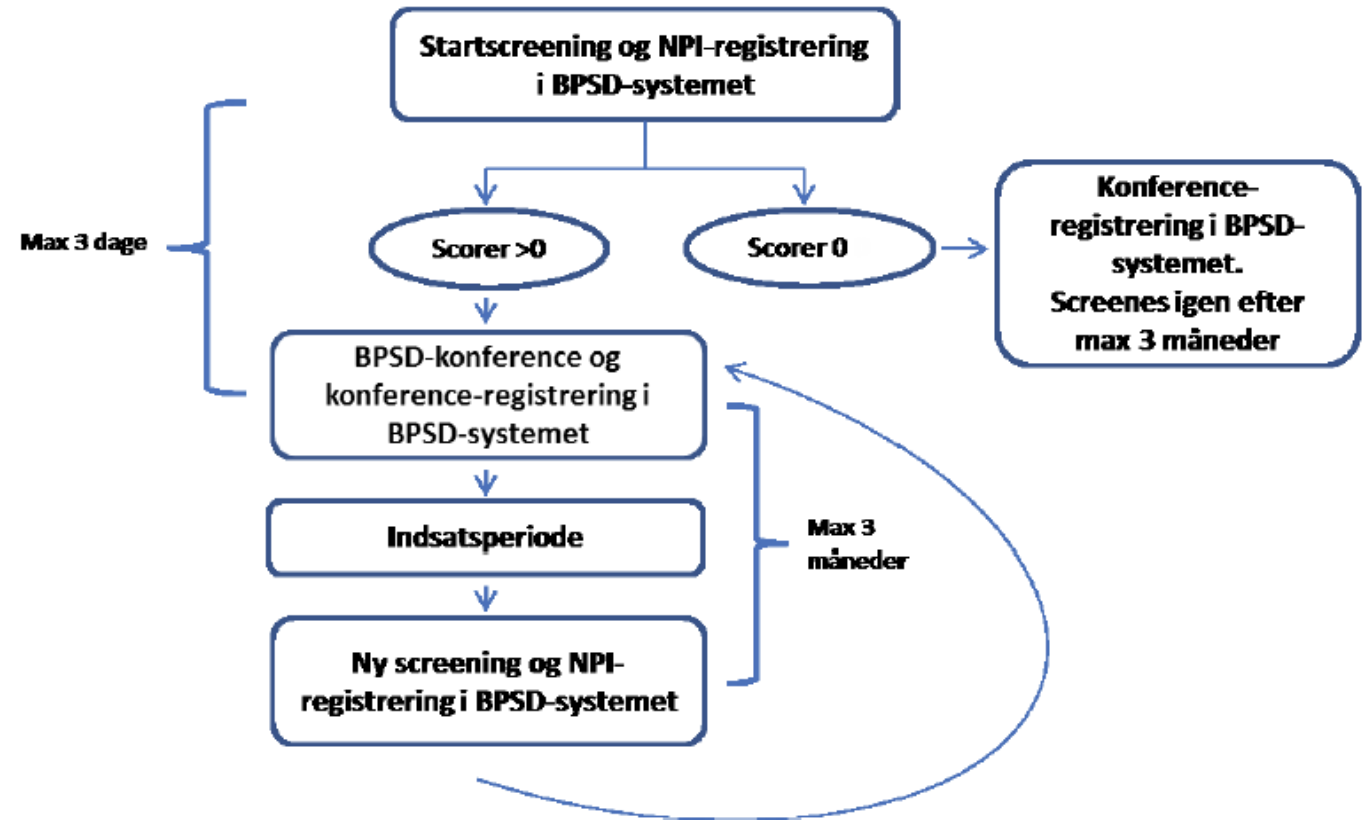 Startscreening og NPI-registrering
i BPSD-systemet
Max 3 dage
Scorer >0
Scorer 0
Konference-
registrering i BPSD-
systemet.
Screenes igen efter
max 3 måneder
BPSD-konference og
konference-registrering i
BPSD-systemet
Indsatsperiode
Max 3
måneder
Ny screening og NPI-
registrering i BPSD-systemet